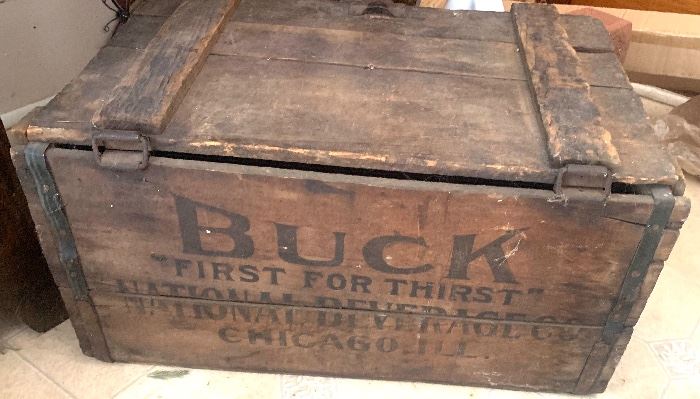 BUCK
"FIRST FOR THIRST"
NATIONAL BEVERAGE CO.
CHICAGO. ILL.